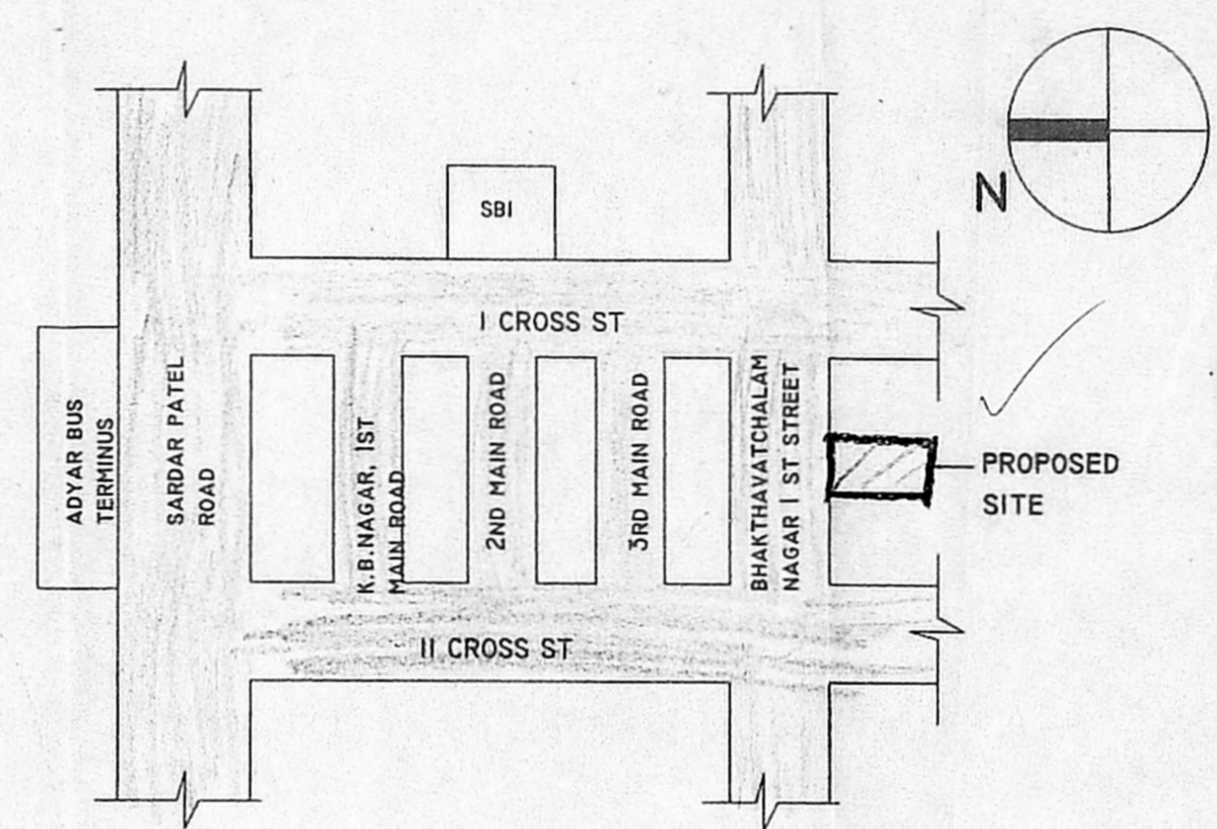 SBI
N
I CROSS ST
ADYAR BUS
TERMINUS
SARDAR PATEL
ROAD
K.B.NAGAR, 1ST
MAIN ROAD
2ND MAIN ROAD
3RD MAIN ROAD
BHAKTHAVATCHALAM
NAGAR I ST STREET
PROPOSED
SITE
II CROSS ST